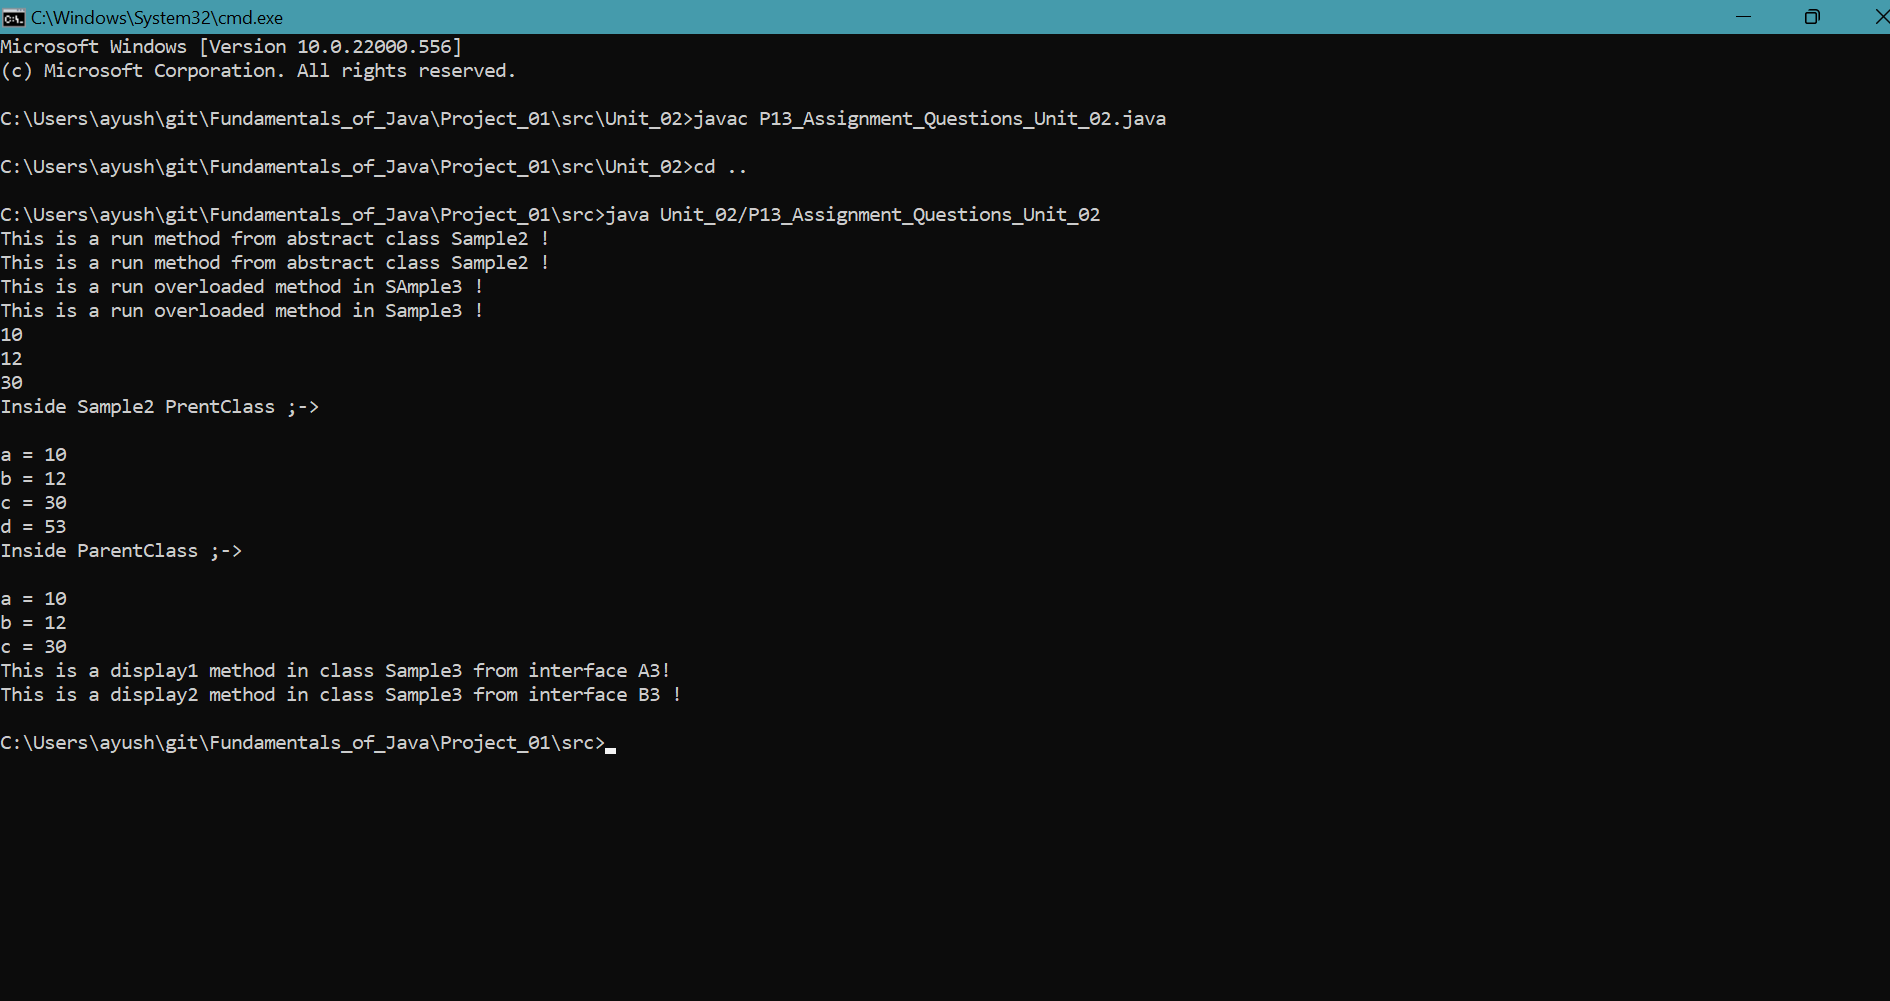 C:\Windows\System32\cmd.exe
Microsoft Windows [Version 10.0.22000.556]
(c) Microsoft Corporation. All rights reserved.
C:\Users\ayush\git\Fundamentals_of_Java\Project_01\src\Unit_02>javac P13_Assignment_Questions_Unit_02.java
C:\Users\ayush\git\Fundamentals_of_Java\Project_01\src\Unit_02>cd ..
C:\Users\ayush\git\Fundamentals_of_Java\Project_01\src>java Unit_02/P13_Assignment_Questions_Unit_02
This is a run method from abstract class Sample2 !
This is a run method from abstract class Sample2 !
This is a run overloaded method in SAmple3 !
This is a run overloaded method in Sample3 !
10
12
30
Inside Sample2 PrentClass ;->
a = 10
b = 12
c = 30
d = 53
Inside ParentClass ;->
a = 10
b = 12
c = 30
This is a display1 method in class Sample3 from interface A3!
This is a display2 method in class Sample3 from interface B3 !
C:\Users\ayush\git\Fundamentals_of_Java\Project_01\src>